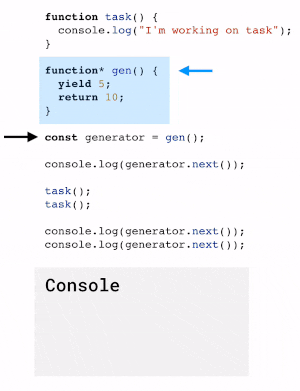 function task() {
  console.log("I'm working on task");
}
function* gen() {
  yield 5;
  return 10;
}
const generator = gen();
console.log(generator.next());
task();
task();
console.log(generator.next());
console.log(generator.next());
Console